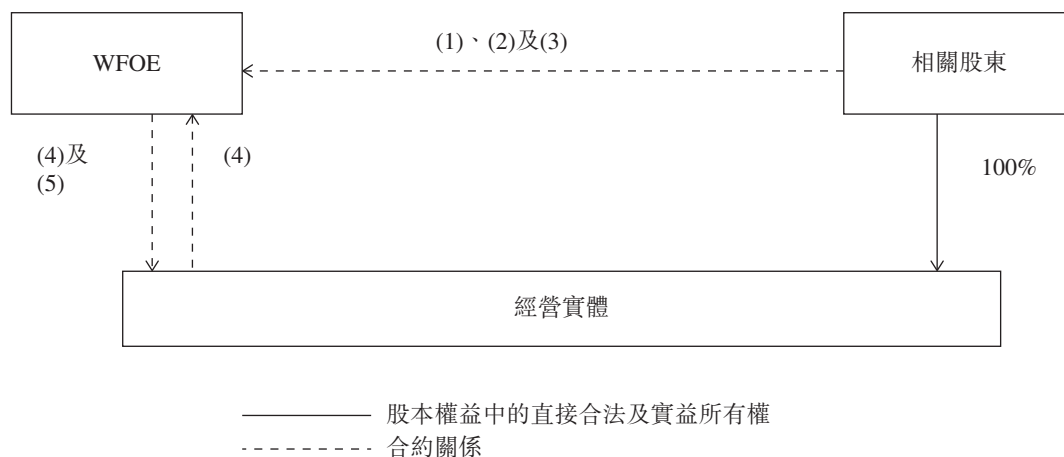 (1)、(2)及(3)
WFOE
相關股東
(4)及
(5)
(4)
100%
經營實體
股本權益中的直接合法及實益所有權
合約關係